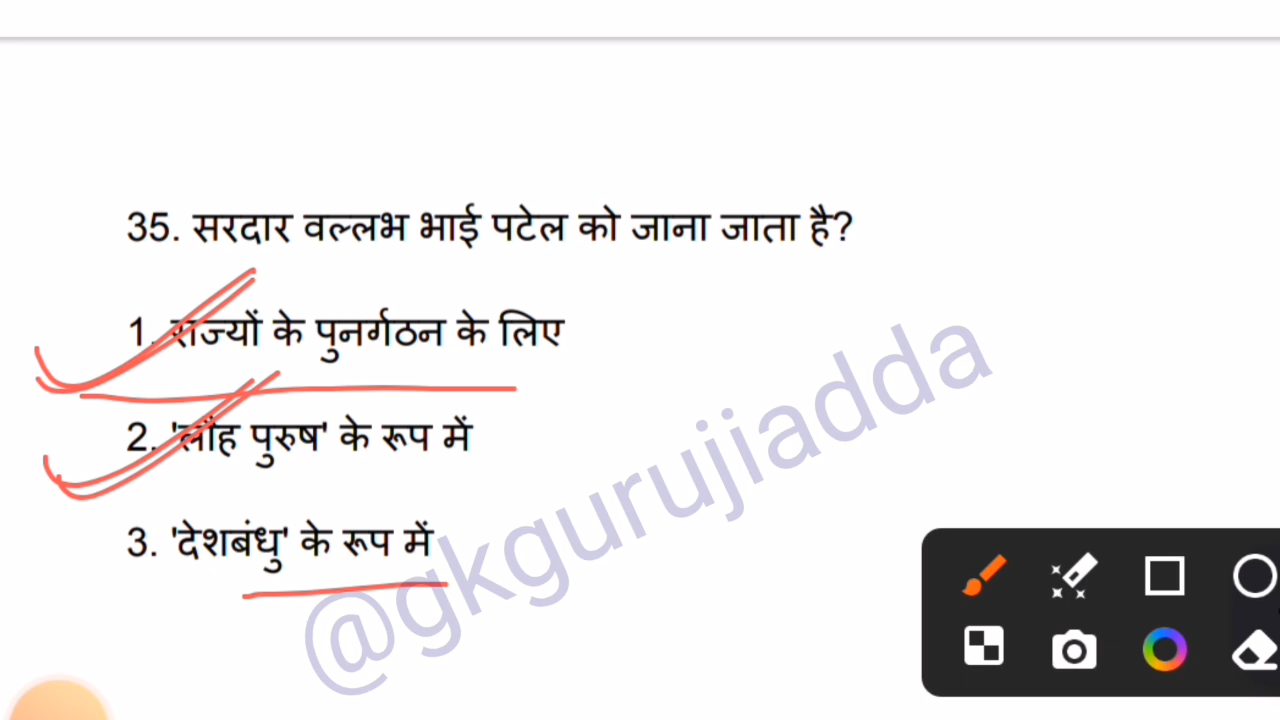 35. सरदार वल्लभ भाई पटेल को जाना जाता है?
1. राज्यों के पुनर्गठन के लिए
2. 'लौह पुरुष' के रूप में
3. 'देशबंधु' के रूप में
@gkgurujiadda